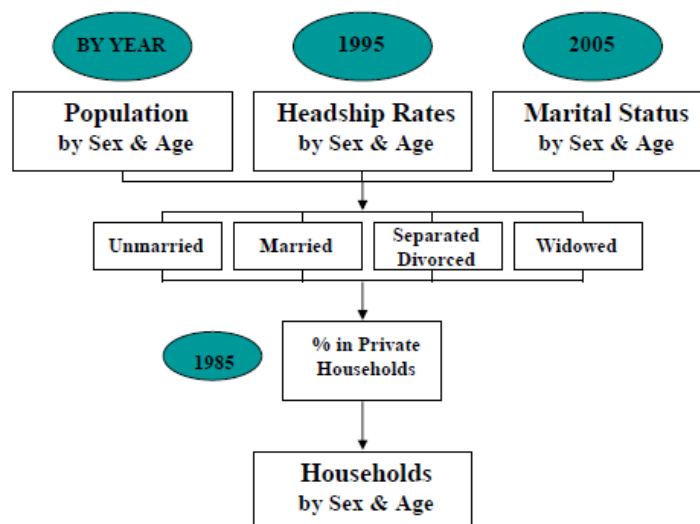 BY YEAR
1995
2005
Population
by Sex & Age
Headship Rates
by Sex & Age
Marital Status
by Sex & Age
Unmarried
Married
Separated
Divorced
Widowed
1985
% in Private
Households
Households
by Sex & Age